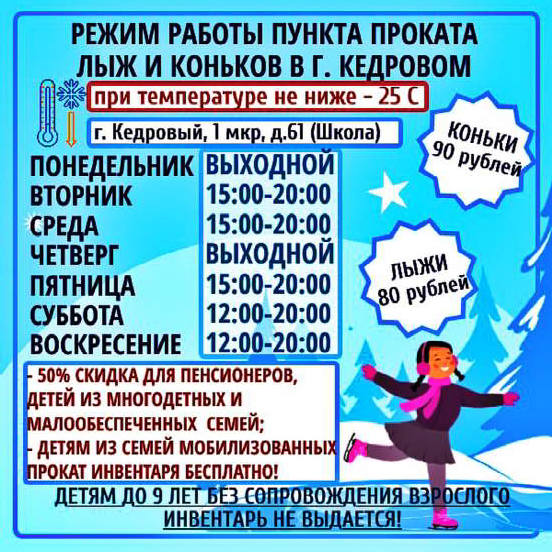 РЕЖИМ РАБОТЫ ПУНКТА ПРОКАТА
ЛЫЖ И КОНЬКОВ В Г. КЕДРОВОМ
при температуре не ниже - 25 С
г. Кедровый, 1 мкр, д.61 (Школа)
КОНЬКИ
90 рублей
ПОНЕДЕЛЬНИК ВЫХОДНОЙ
ВТОРНИК 15:00-20:00
СРЕДА 15:00-20:00
ЧЕТВЕРГ ВЫХОДНОЙ
ПЯТНИЦА 15:00-20:00
СУББОТА 12:00-20:00
ВОСКРЕСЕНИЕ 12:00-20:00
ЛЫЖИ
80 рублей
- 50% СКИДКА ДЛЯ ПЕНСИОНЕРОВ,
ДЕТЕЙ ИЗ МНОГОДЕТНЫХ И
МАЛООБЕСПЕЧЕННЫХ СЕМЕЙ;
- ДЕТЯМ ИЗ СЕМЕЙ МОБИЛИЗОВАННЫХ
ПРОКАТ ИНВЕНТАРЯ БЕСПЛАТНО!
ДЕТЯМ ДО 9 ЛЕТ БЕЗ СОПРОВОЖДЕНИЯ ВЗРОСЛОГО
ИНВЕНТАРЬ НЕ ВЫДАЕТСЯ!